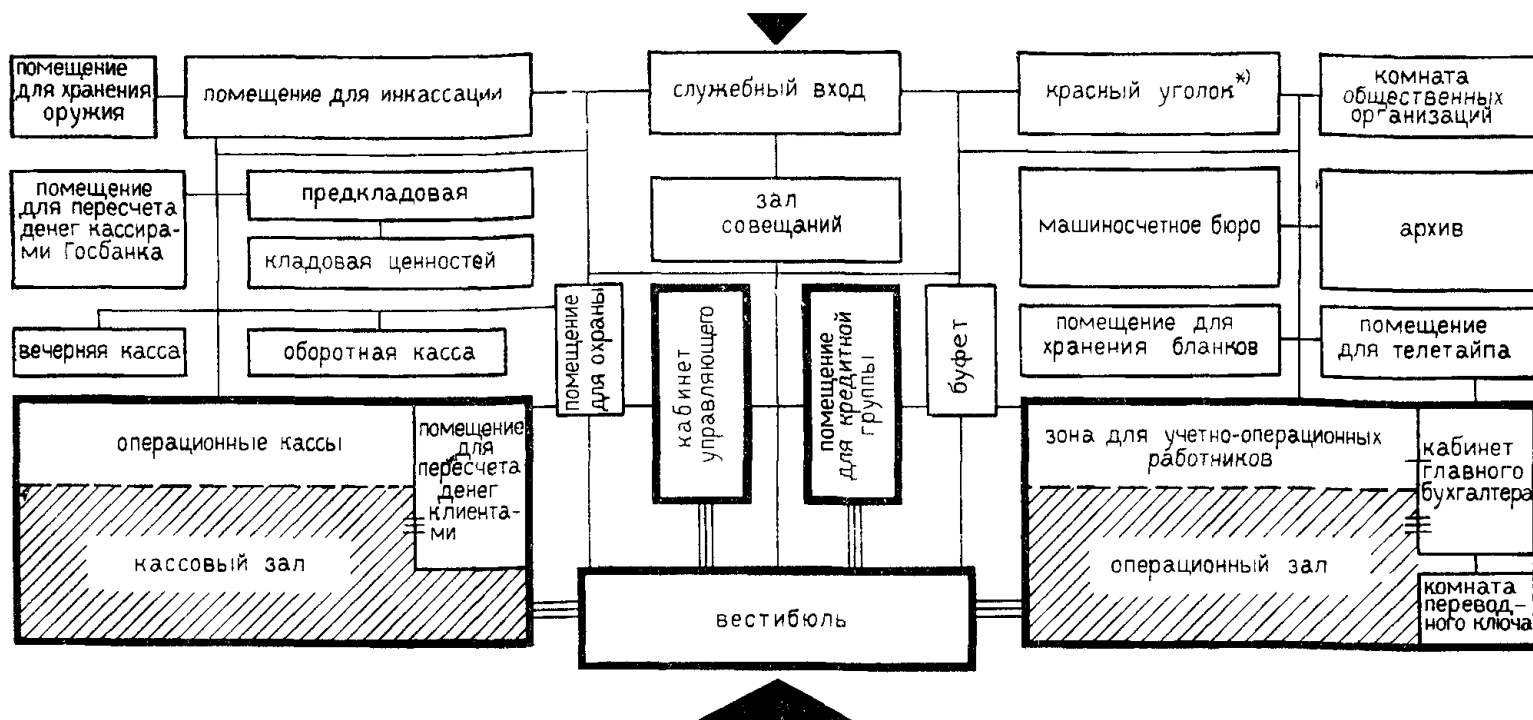 помещение
для хранения
оружия
помещение для инкассации
служебный вход
красный уголок*)
комната
общественных
организаций
помещение
для пересчета
денег кассира-
ми Госбанка
предкладовая
кладовая ценностей
зал
совещаний
машиносчетное бюро
архив
вечерняя касса
оборотная касса
помещение
для охраны
кабинет
управляющего
помещение
для кредитной
группы
буфет
помещение для
хранения бланков
помещение
для телетайпа
операционные кассы
помещение
для
пересчета
денег
клиента-
ми
кассовый зал
вестибюль
зона для учетно-операционных
работников
кабинет
главного
бухгалтера
операционный зал
комната
перевод-
ного ключа